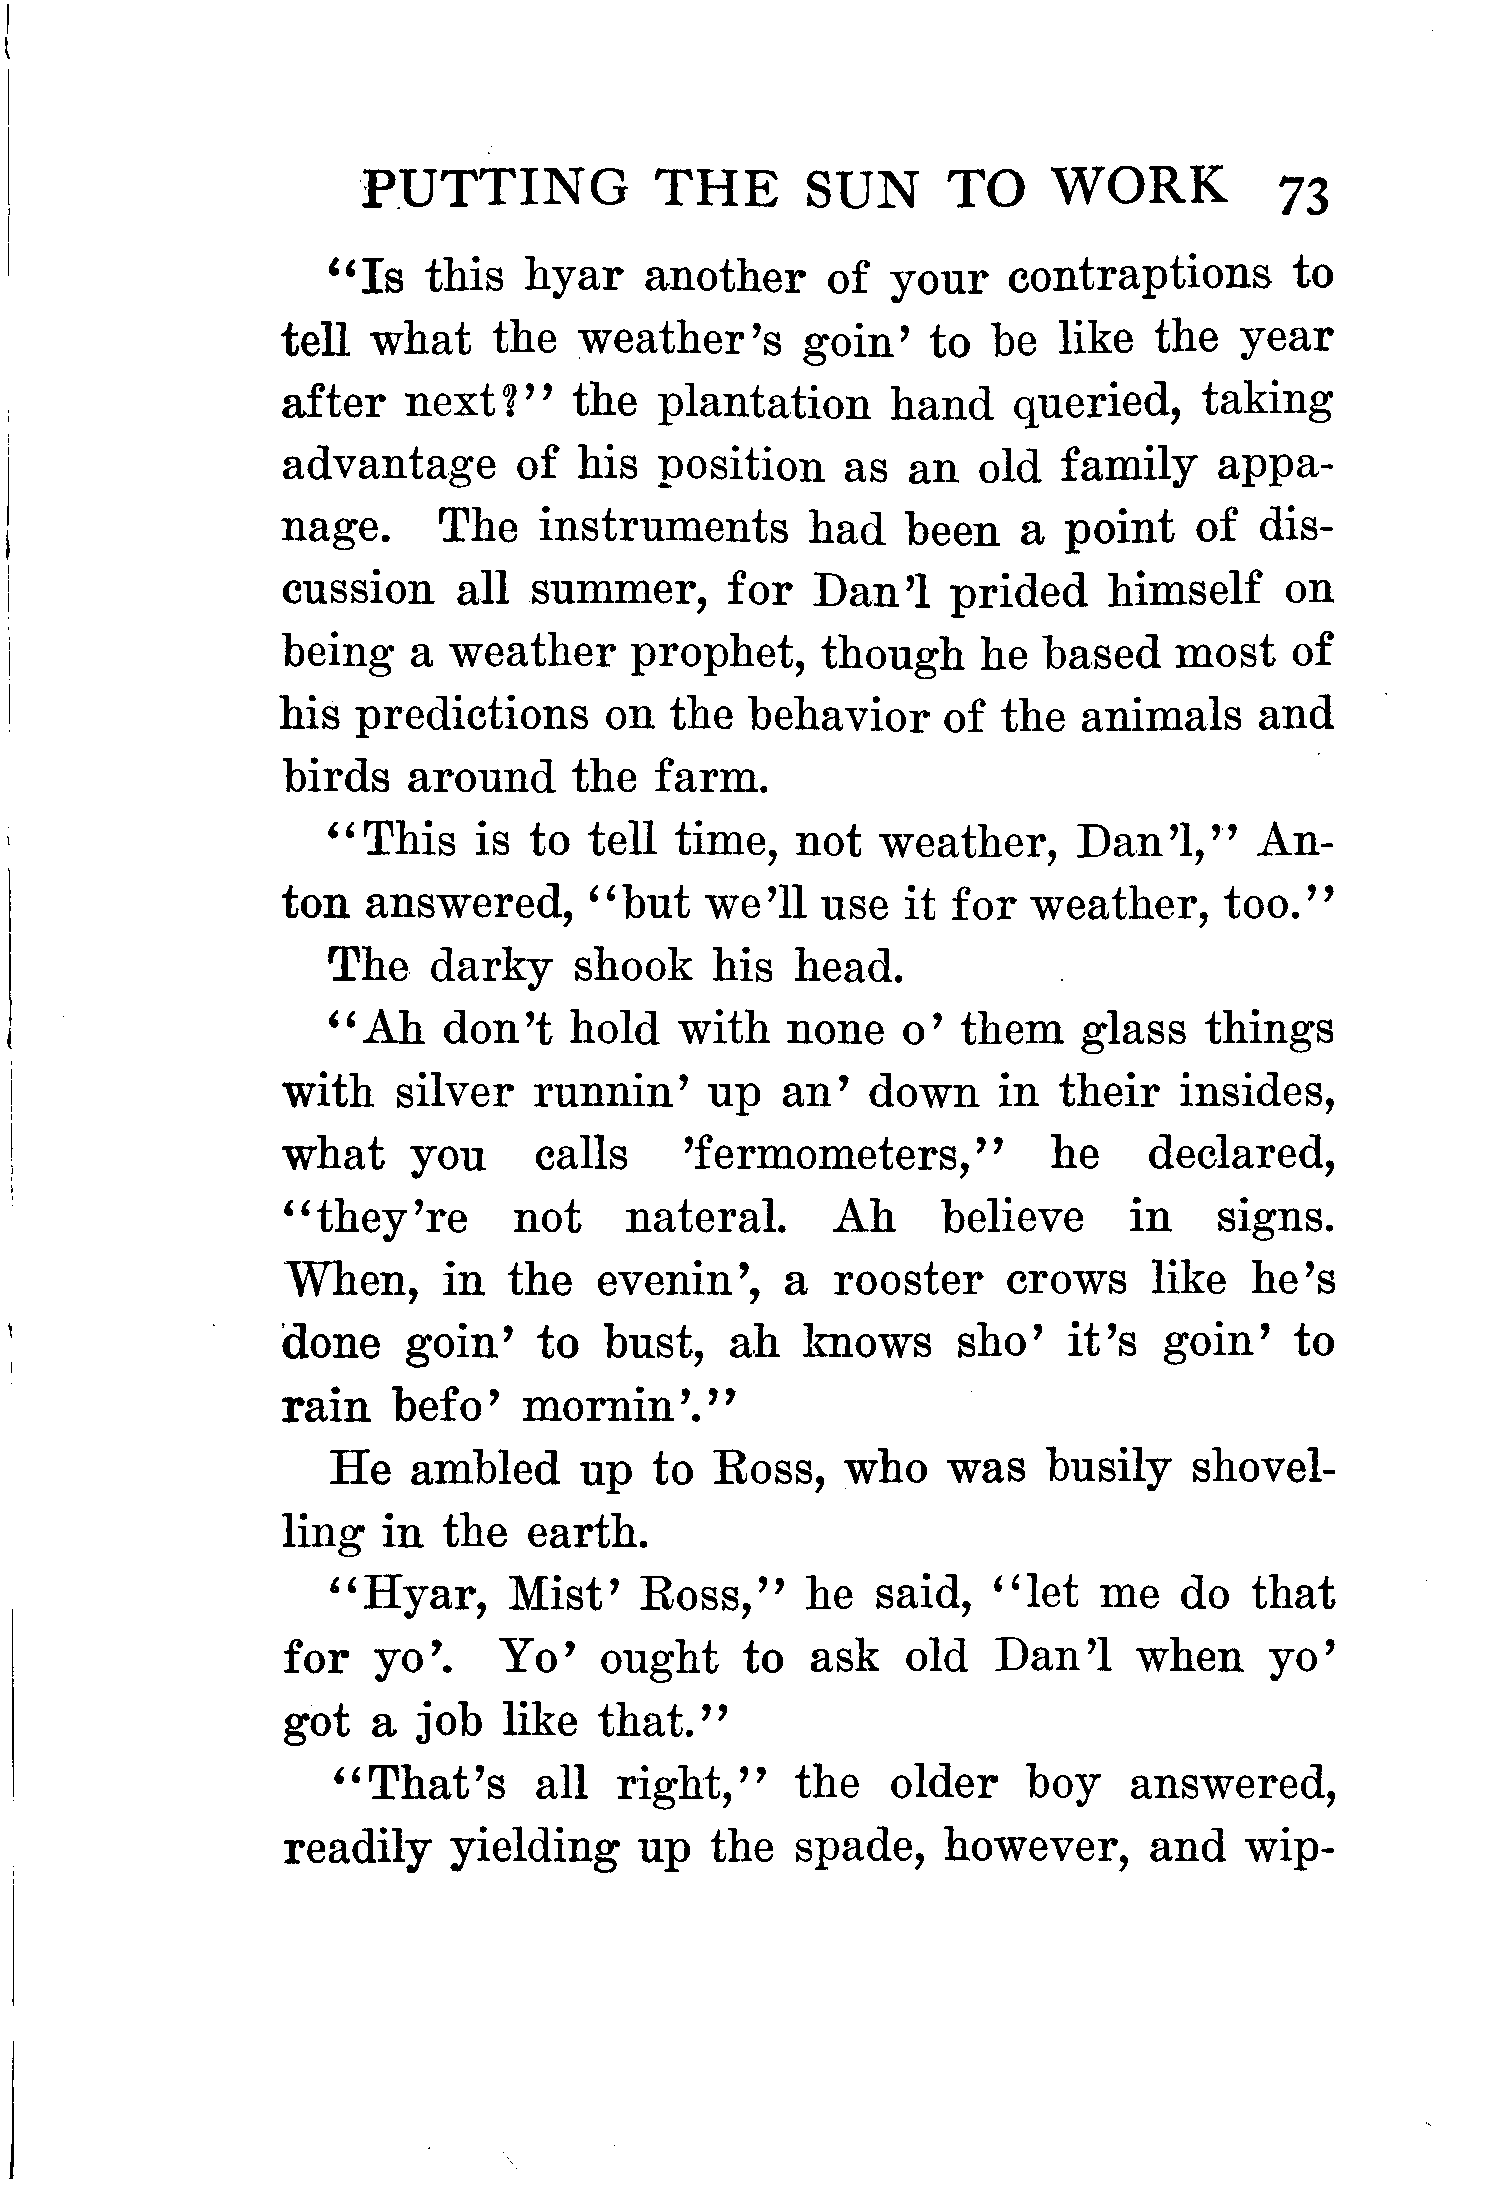 PUTTING THE SUN TO WORK 73
“Is this hyar another of your contraptions to
tell what the weather’s goin’ to be like the year
after next?” the plantation hand queried, taking
advantage of his position as an old family appa-
nage. The instruments had been a point of dis-
cussion all summer, for Dan’l prided himself on
being a weather prophet, though he based most of
his predictions on the behavior of the animals and
birds around the farm.
“This is to tell time, not weather, Dan’l,” An-
ton answered, “but we’ll use it for weather, too.”
The darky shook his head.
“Ah don’t hold with none o’ them glass things
with silver runnin’ up an’ down in their insides,
what you calls ’fermometers,” he declared,
“they’re not nateral. Ah believe in signs.
When, in the evenin’, a rooster crows like he’s
done goin’ to bust, ah knows sho’ it’s goin’ to
rain befo’ mornin’.”
He ambled up to Ross, who was busily shovel-
ling in the earth.
“Hyar, Mist’ Ross,” he said, “let me do that
for yo’. Yo’ ought to ask old Dan’l when yo’
got a job like that.”
“That’s all right,” the older boy answered,
readily yielding up the spade, however, and wip-